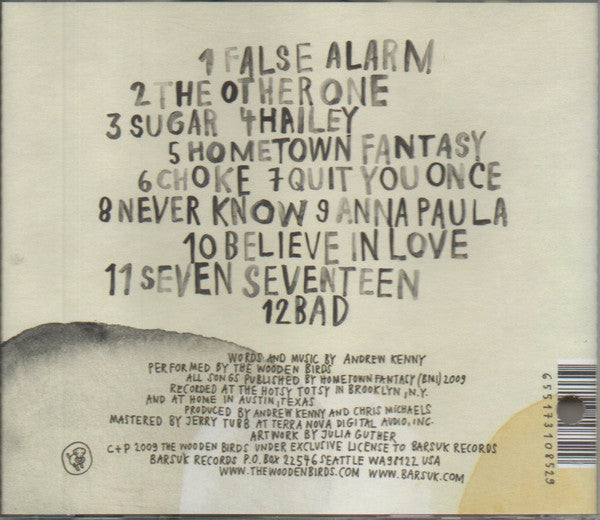 1 FALSE ALARM
2 THE OTHER ONE
3 SUGAR 4 HAILEY
5 HOMETOWN FANTASY
6 CHOKE 7 QUIT YOU ONCE
8 NEVER KNOW 9 ANNA PAULA
10 BELIEVE IN LOVE
11 SEVEN SEVENTEEN
12 BAD
WORDS AND MUSIC BY ANDREW KENNY
PERFORMED BY THE WOODEN BIRDS
ALL SONGS PUBLISHED BY HOMETOWN FANTASY (BMI) 2009
RECORDED AT THE HOTSY TOTSY IN BROOKLYN, N.Y.
AND AT HOME IN AUSTIN, TEXAS
PRODUCED BY ANDREW KENNY AND CHRIS MICHAELS
MASTERED BY JERRY TUBB AT TERRA NOVA DIGITAL AUDIO, INC.
ARTWORK BY JULIA GUTHER
C+P 2009 THE WOODEN BIRDS UNDER EXCLUSIVE LICENSE TO BARSUK RECORDS
BARSUK RECORDS P.O. BOX 22546 SEATTLE WA 98122 USA
WWW.THEWOODENBIRDS.COM WWW.BARSUK.COM
655173108529